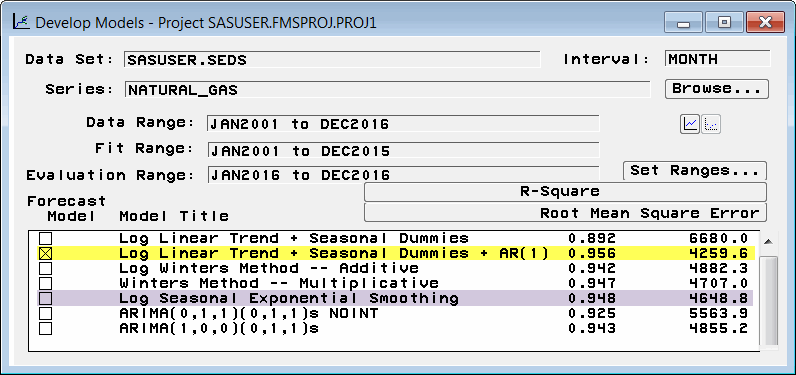 Develop Models - Project SASUSER.FMSPROJ.PROJ1
Data Set: SASUSER.SEDS Interval: MONTH
Series: NATURAL_GAS Browse...
Data Range: JAN2001 to DEC2016
Fit Range: JAN2001 to DEC2015
Evaluation Range: JAN2016 to DEC2016 Set Ranges...
R-Square
Forecast
Model Model Title Root Mean Square Error
Log Linear Trend + Seasonal Dummies 0.892 6680.0
Log Linear Trend + Seasonal Dummies + AR(1) 0.956 4259.6
Log Winters Method -- Additive 0.942 4882.3
Winters Method -- Multiplicative 0.947 4707.0
Log Seasonal Exponential Smoothing 0.948 4648.8
ARIMA(0,1,1)(0,1,1)s NOINT 0.925 5563.9
ARIMA(1,0,0)(0,1,1)s 0.943 4855.2